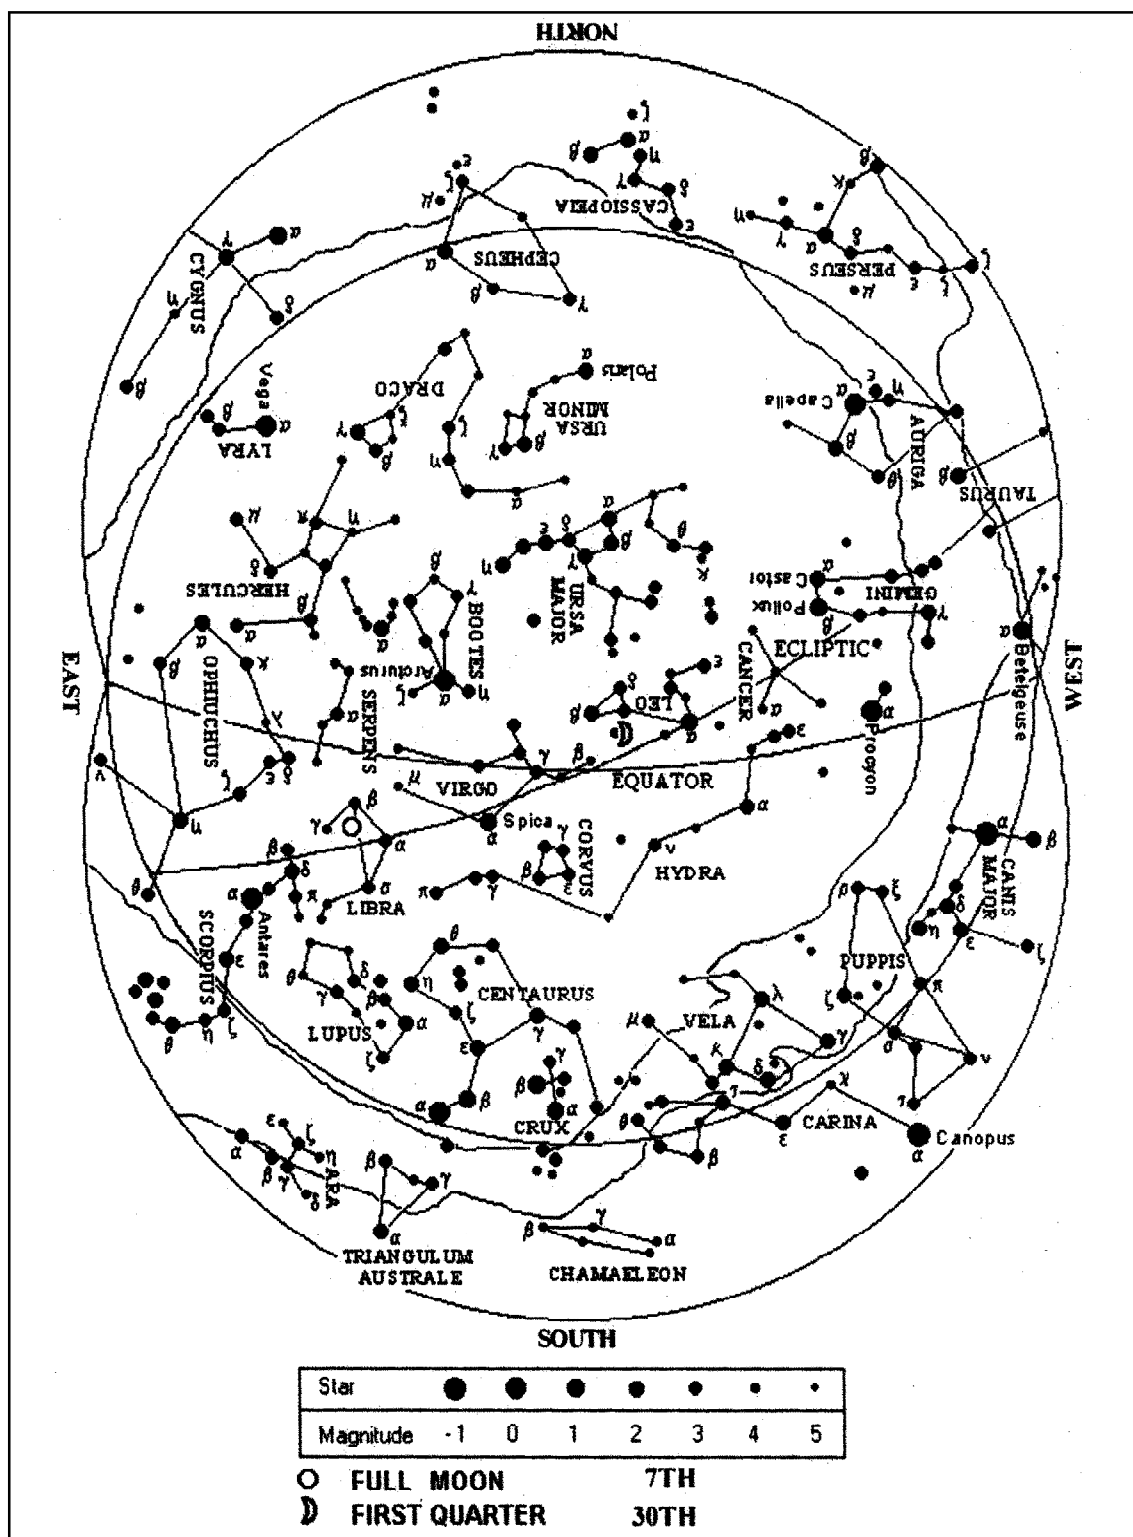 NORTH
CASSIOPEIA
CEPHEUS
PERSEUS
CYGNUS
Polaris
DRACO
URSA
MINOR
Vega
LYRA
Capella
AURIGA
TAURUS
HERCULES
URSA
MAJOR
BOOTES
Castor
GEMINI
Pollux
ECLIPTIC
CANCER
EAST
WEST
OPHIUCHUS
Arcturus
SERPENS
LEO
Betelgeuse
Procyon
VIRGO
EQUATOR
Spica
CORVUS
HYDRA
CANIS
MAJOR
LIBRA
Antares
SCORPIUS
PUPPIS
CENTAURUS
LUPUS
VELA
CRUX
CARINA
Canopus
ARA
TRIANGULUM
AUSTRALE
CHAMAELEON
SOUTH
Star
Magnitude -1 0 1 2 3 4 5
FULL MOON 7TH
FIRST QUARTER 30TH